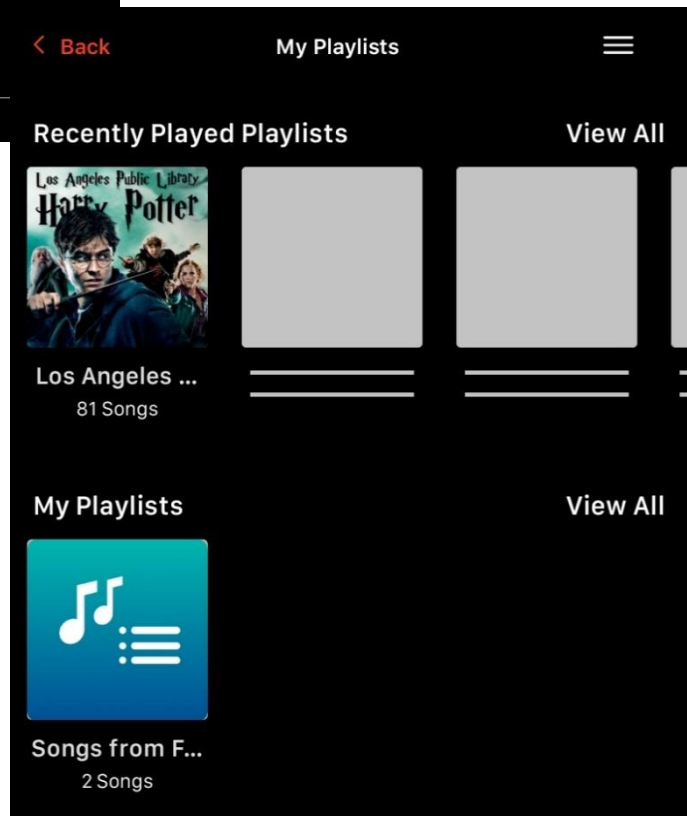 Back
My Playlists
Recently Played Playlists
View All
Los Angeles Public Library
Harry Potter
Los Angeles ...
81 Songs
My Playlists
View All
Songs from F...
2 Songs